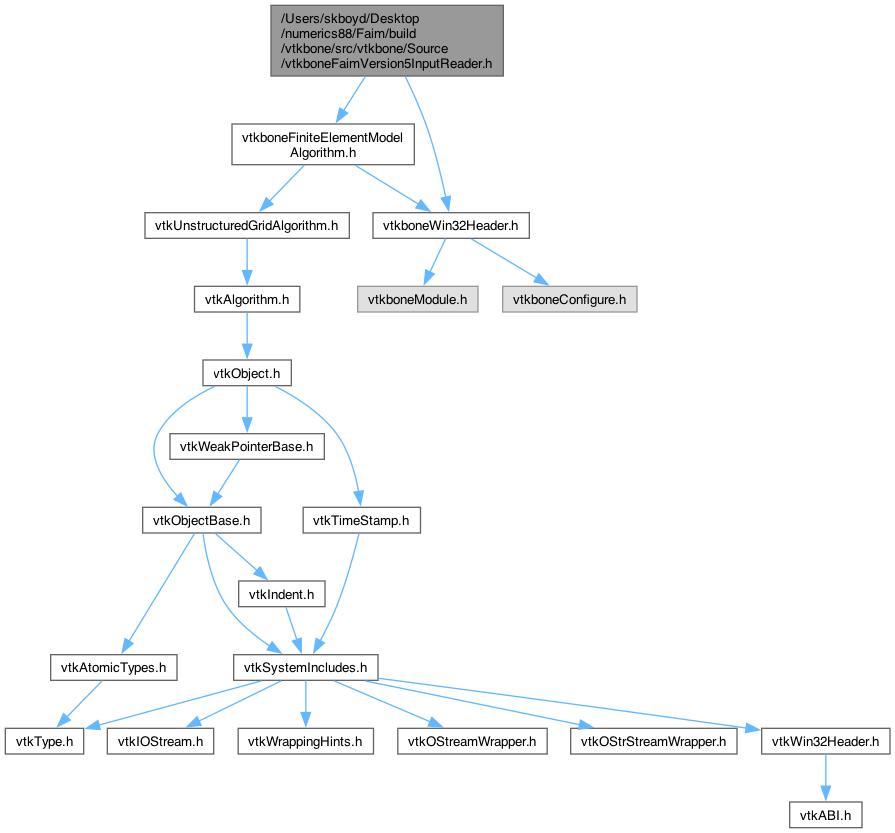 /Users/skboyd/Desktop
/numerics88/Faim/build
/vtkbone/src/vtkbone/Source
/vtkboneFaimVersion5InputReader.h
vtkboneFiniteElementModel
Algorithm.h
vtkUnstructuredGridAlgorithm.h
vtkboneWin32Header.h
vtkAlgorithm.h
vtkboneModule.h
vtkboneConfigure.h
vtkObject.h
vtkWeakPointerBase.h
vtkObjectBase.h
vtkTimeStamp.h
vtkIndent.h
vtkAtomicTypes.h
vtkSystemIncludes.h
vtkType.h
vtkIOStream.h
vtkWrappingHints.h
vtkOStreamWrapper.h
vtkOStrStreamWrapper.h
vtkWin32Header.h
vtkABI.h